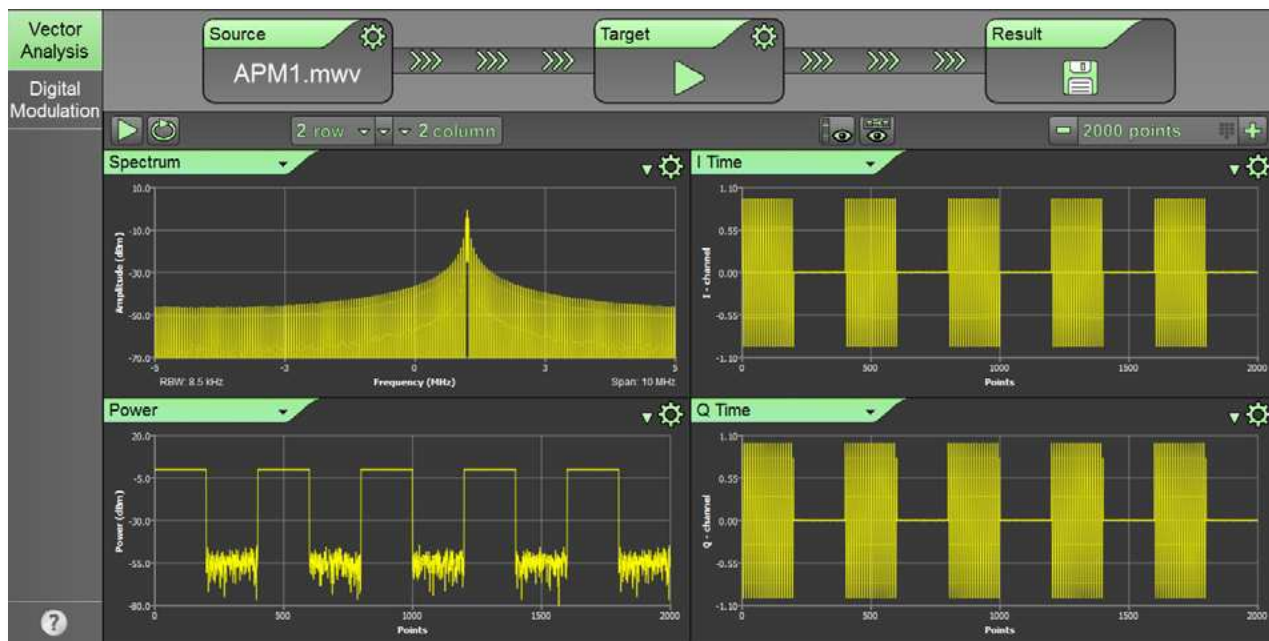 Vector
Analysis
Digital
Modulation
Source
APM1.mwv
Target
Result
2 row
2 column
2000 points
Spectrum
10.0
-10.0
-30.0
-50.0
-70.0
Amplitude (dBm)
-5
-3
0
3
5
RBW: 8.5 kHz
Frequency (MHz)
Span: 10 MHz
I Time
1.10
0.55
0.00
-0.55
-1.10
I - channel
0
500
1000
1500
2000
Points
Power
20.0
-5.0
-30.0
-55.0
-80.0
Power (dBm)
0
500
1000
1500
2000
Points
Q Time
1.10
0.55
0.00
-0.55
-1.10
Q - channel
0
500
1000
1500
2000
Points
?